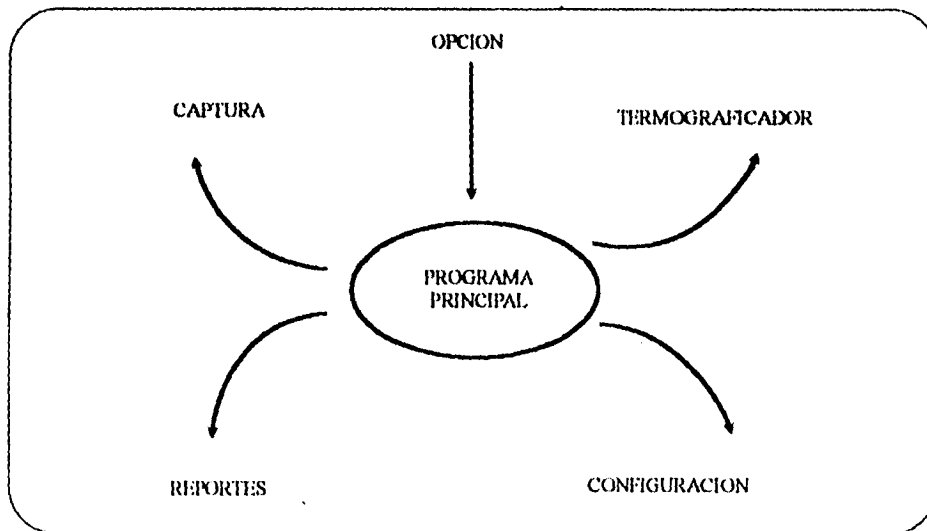 OPCION
CAPTURA
TERMOGRAFICADOR
PROGRAMA
PRINCIPAL
REPORTES
CONFIGURACION